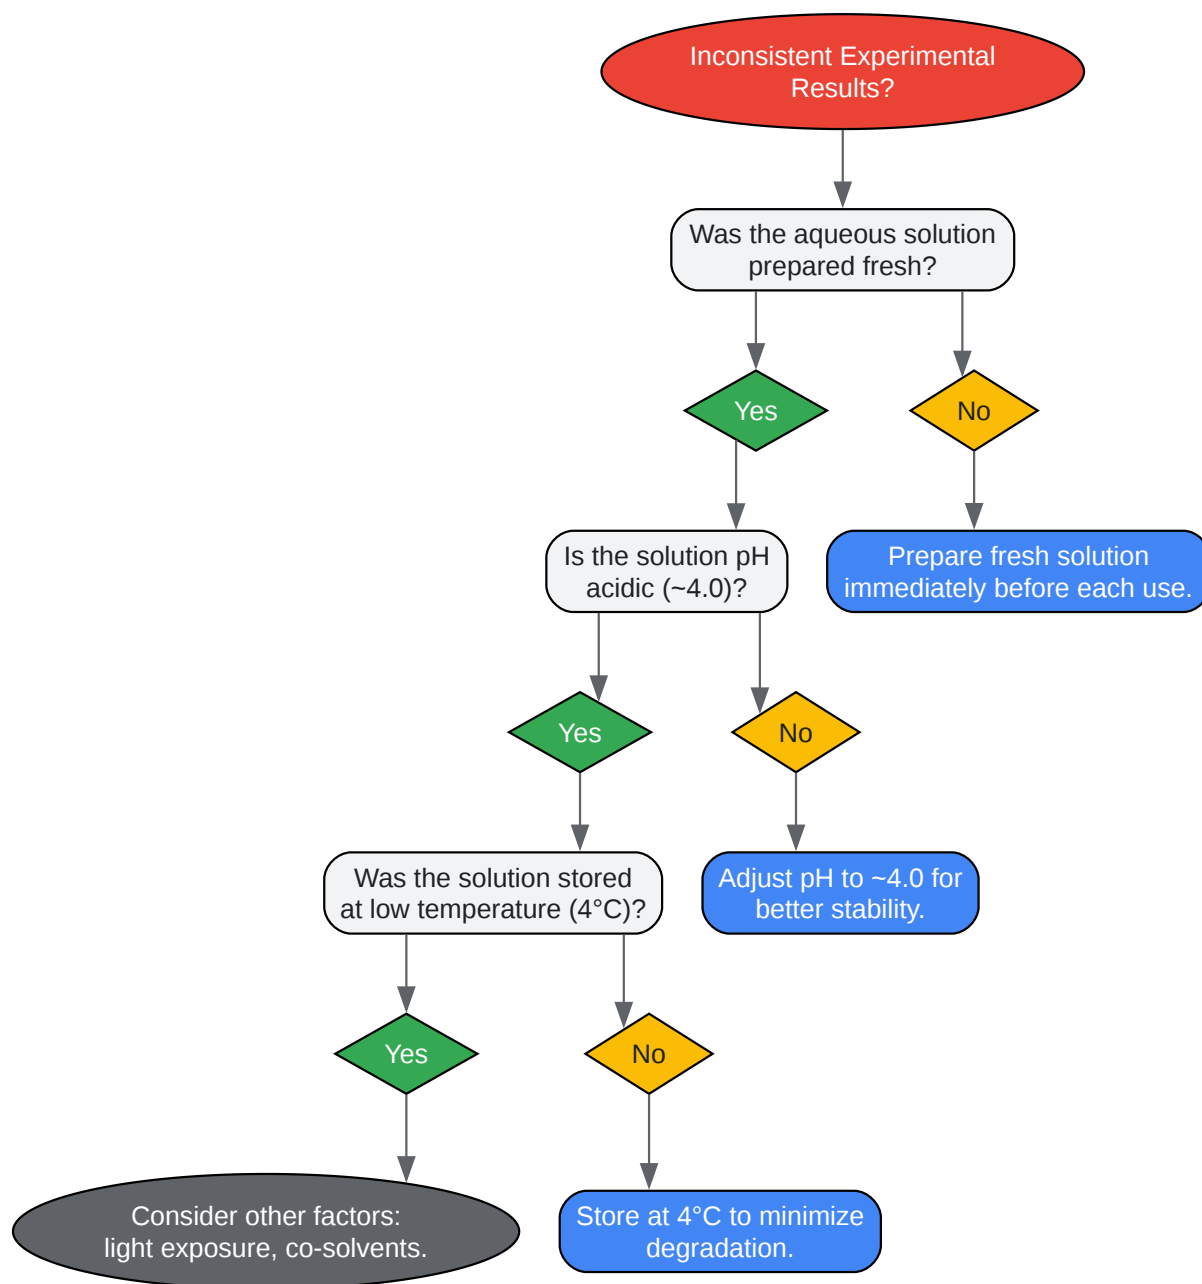 Inconsistent Experimental
Results?
Was the aqueous solution
prepared fresh?
Yes
No
Is the solution pH
acidic (~4.0)?
Prepare fresh solution
immediately before each use.
Yes
No
Was the solution stored
at low temperature (4°C)?
Adjust pH to ~4.0 for
better stability.
Yes
No
Consider other factors:
light exposure, co-solvents.
Store at 4°C to minimize
degradation.